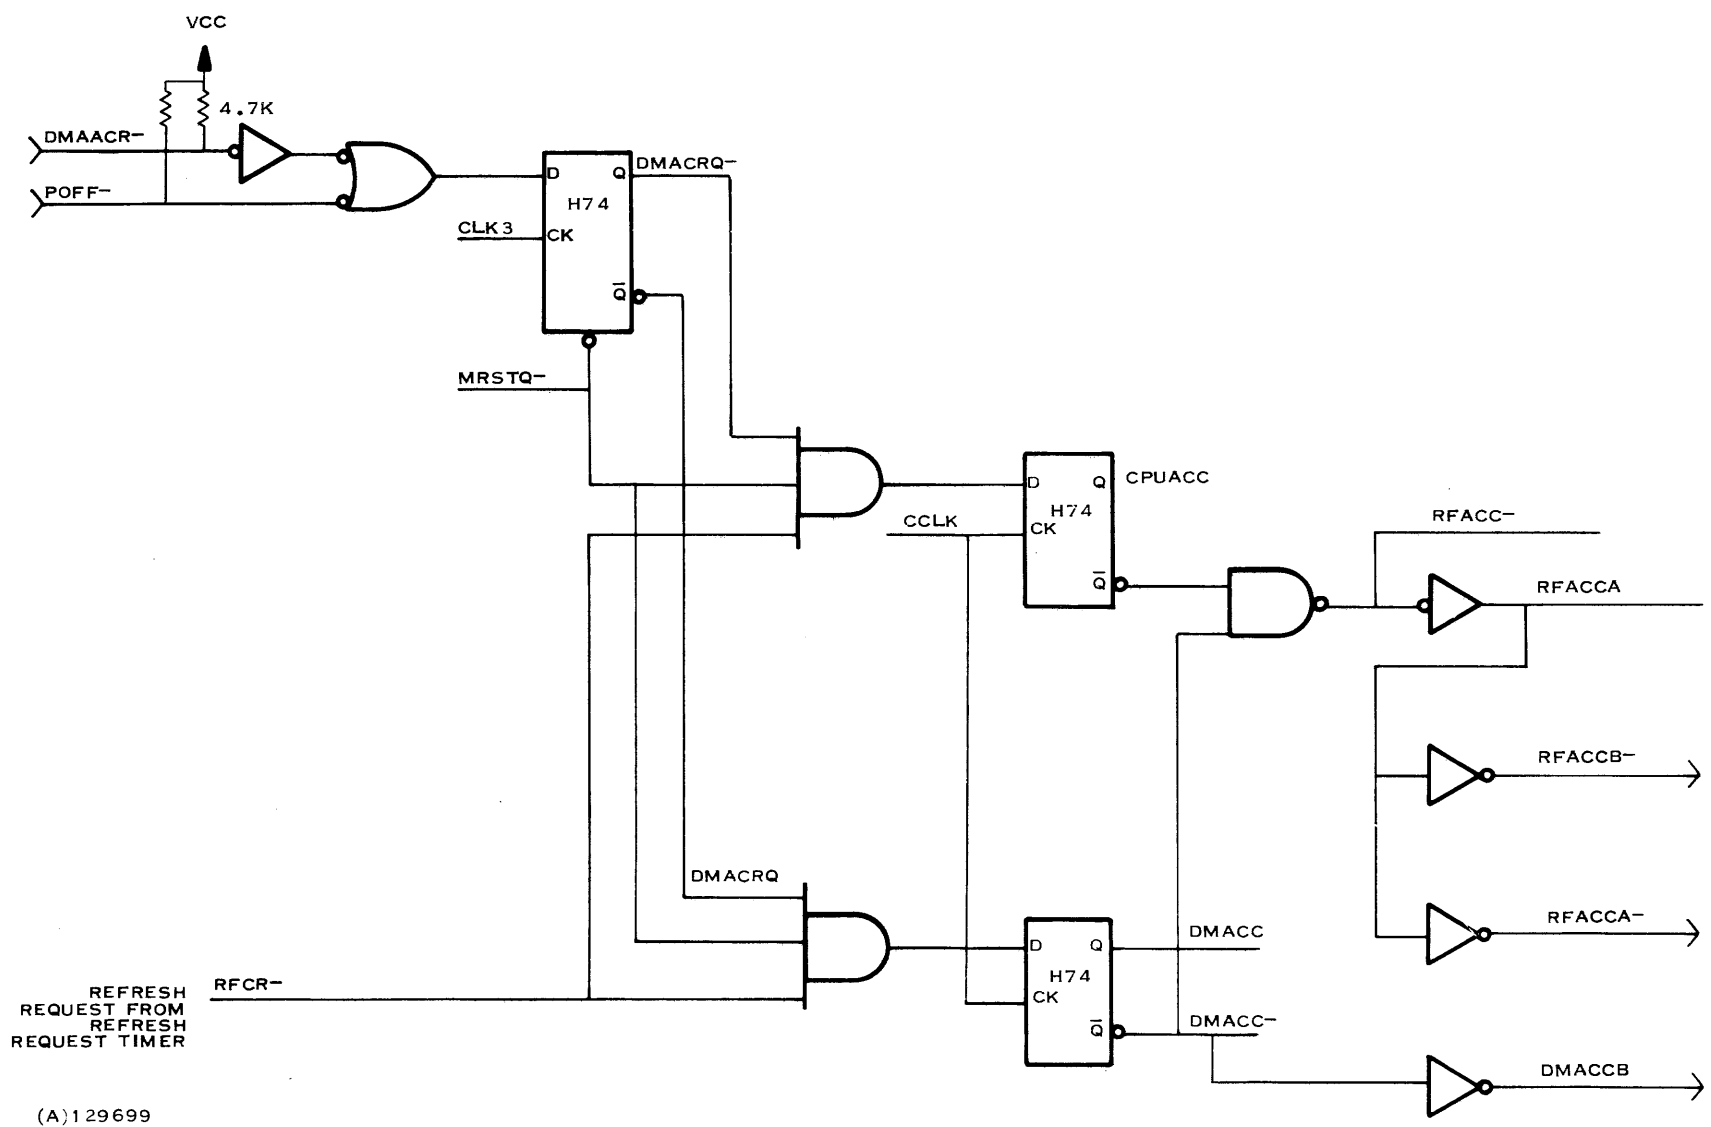 VCC
4.7K
DMAACR-
POFF-
D Q DMACRQ-
H74
CLK3 CK
Q̅
MRSTQ-
D Q CPUACC
H74
CCLK CK
Q̅
RFACC-
RFACCA
RFACCB-
DMACRQ
RFACCA-
D Q DMACC
H74
CK
Q̅ DMACC-
RFCR-
REFRESH
REQUEST FROM
REFRESH
REQUEST TIMER
DMACCB
(A)129699